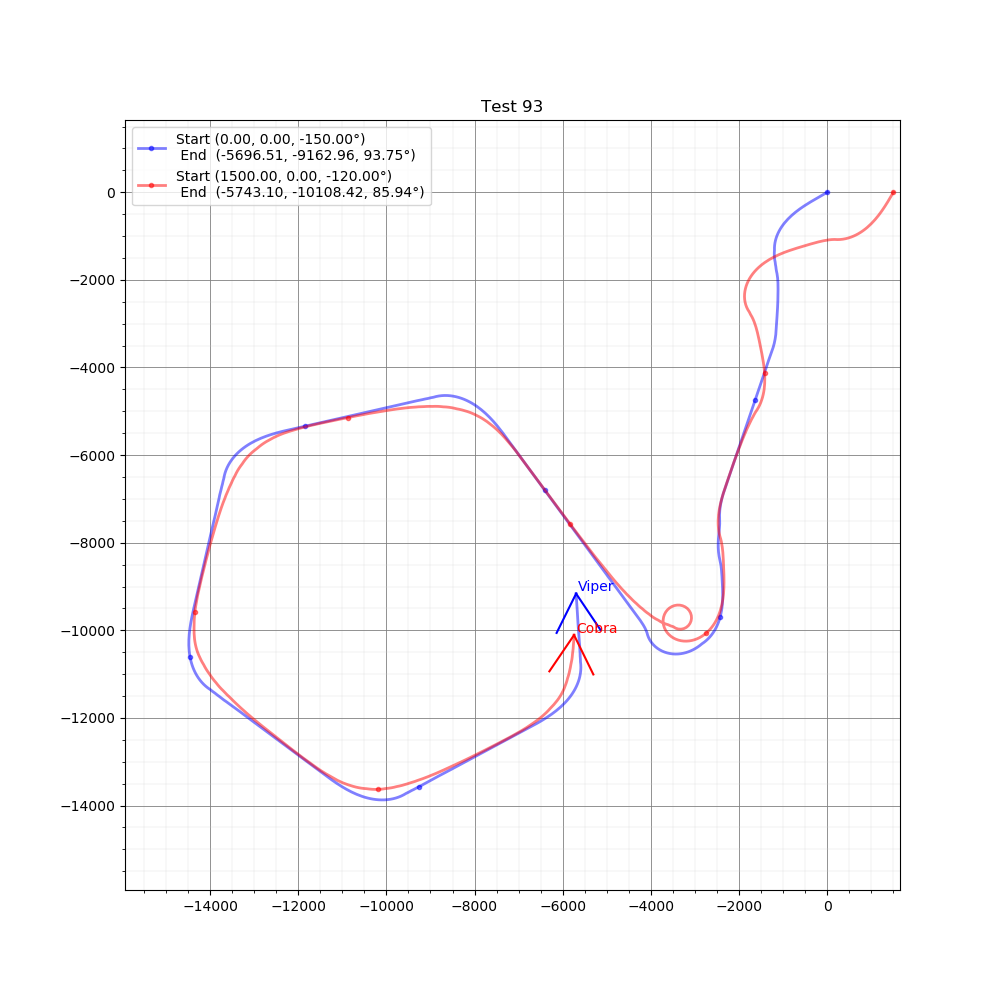 Test 93
Start (0.00, 0.00, -150.00°)
End (-5696.51, -9162.96, 93.75°)
Start (1500.00, 0.00, -120.00°)
End (-5743.10, -10108.42, 85.94°)
0
−2000
−4000
−6000
−8000
−10000
−12000
−14000
Viper
Cobra
−14000 −12000 −10000 −8000 −6000 −4000 −2000 0